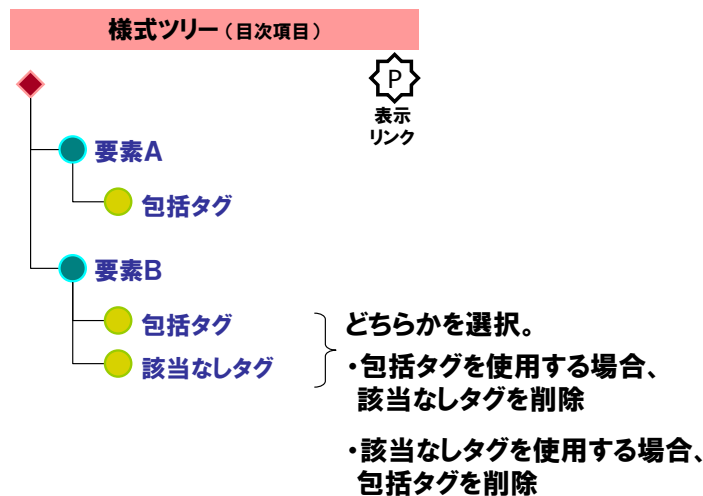 様式ツリー（目次項目）
P
表示
リンク
要素A
包括タグ
要素B
包括タグ
該当なしタグ
どちらかを選択。
・包括タグを使用する場合、
該当なしタグを削除
・該当なしタグを使用する場合、
包括タグを削除